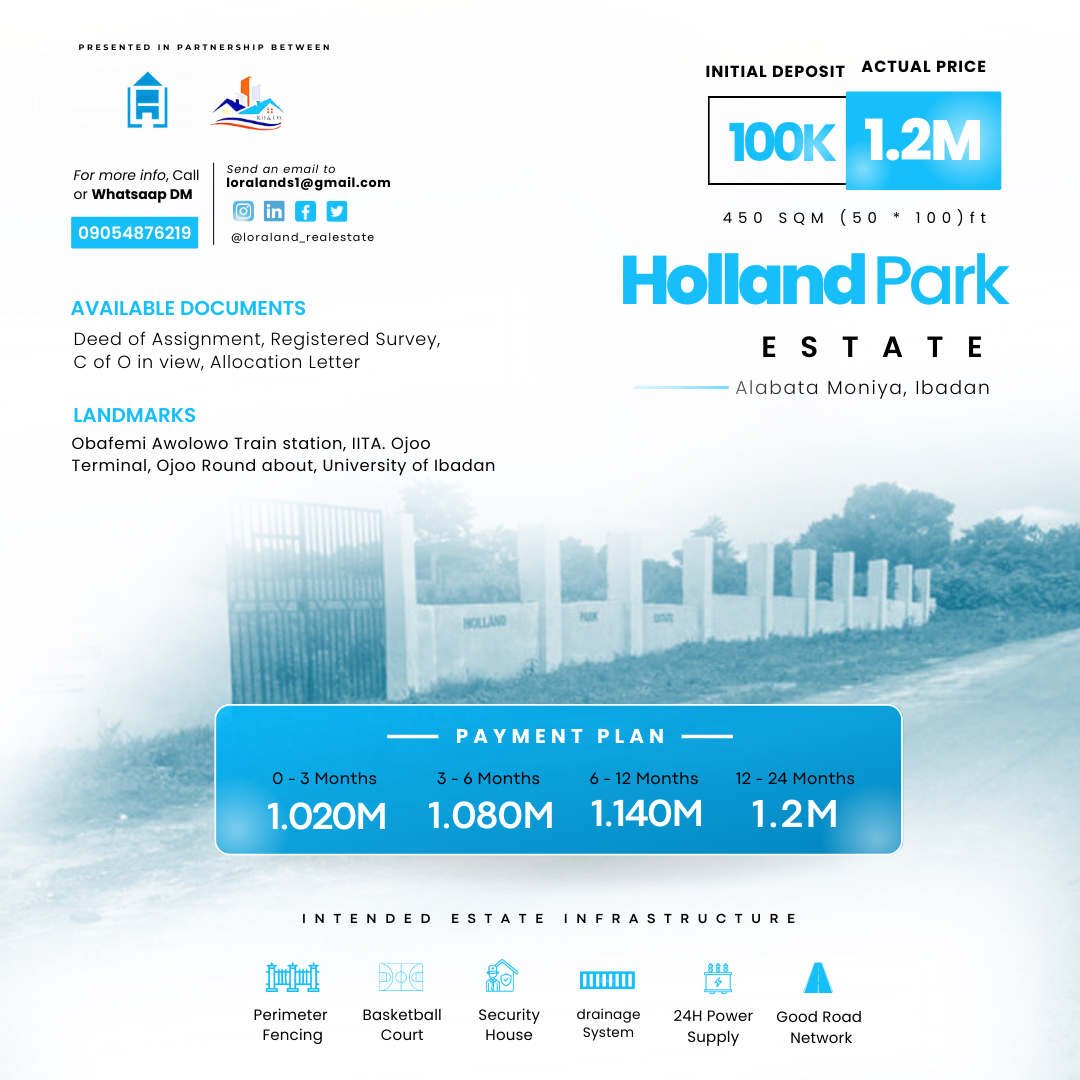 PRESENTED IN PARTNERSHIP BETWEEN
R.O & CO.
For more info, Call
or Whatsaap DM
09054876219
Send an email to
loralands1@gmail.com
@loraland_realestate
INITIAL DEPOSIT
ACTUAL PRICE
100K
1.2M
450 SQM (50 * 100)ft
Holland Park
ESTATE
Alabata Moniya, Ibadan
AVAILABLE DOCUMENTS
Deed of Assignment, Registered Survey,
C of O in view, Allocation Letter
LANDMARKS
Obafemi Awolowo Train station, IITA. Ojoo
Terminal, Ojoo Round about, University of Ibadan
HOLLAND PARK ESTATE
PAYMENT PLAN
0 - 3 Months
1.020M
3 - 6 Months
1.080M
6 - 12 Months
1.140M
12 - 24 Months
1.2M
INTENDED ESTATE INFRASTRUCTURE
Perimeter
Fencing
Basketball
Court
Security
House
drainage
System
24H Power
Supply
Good Road
Network